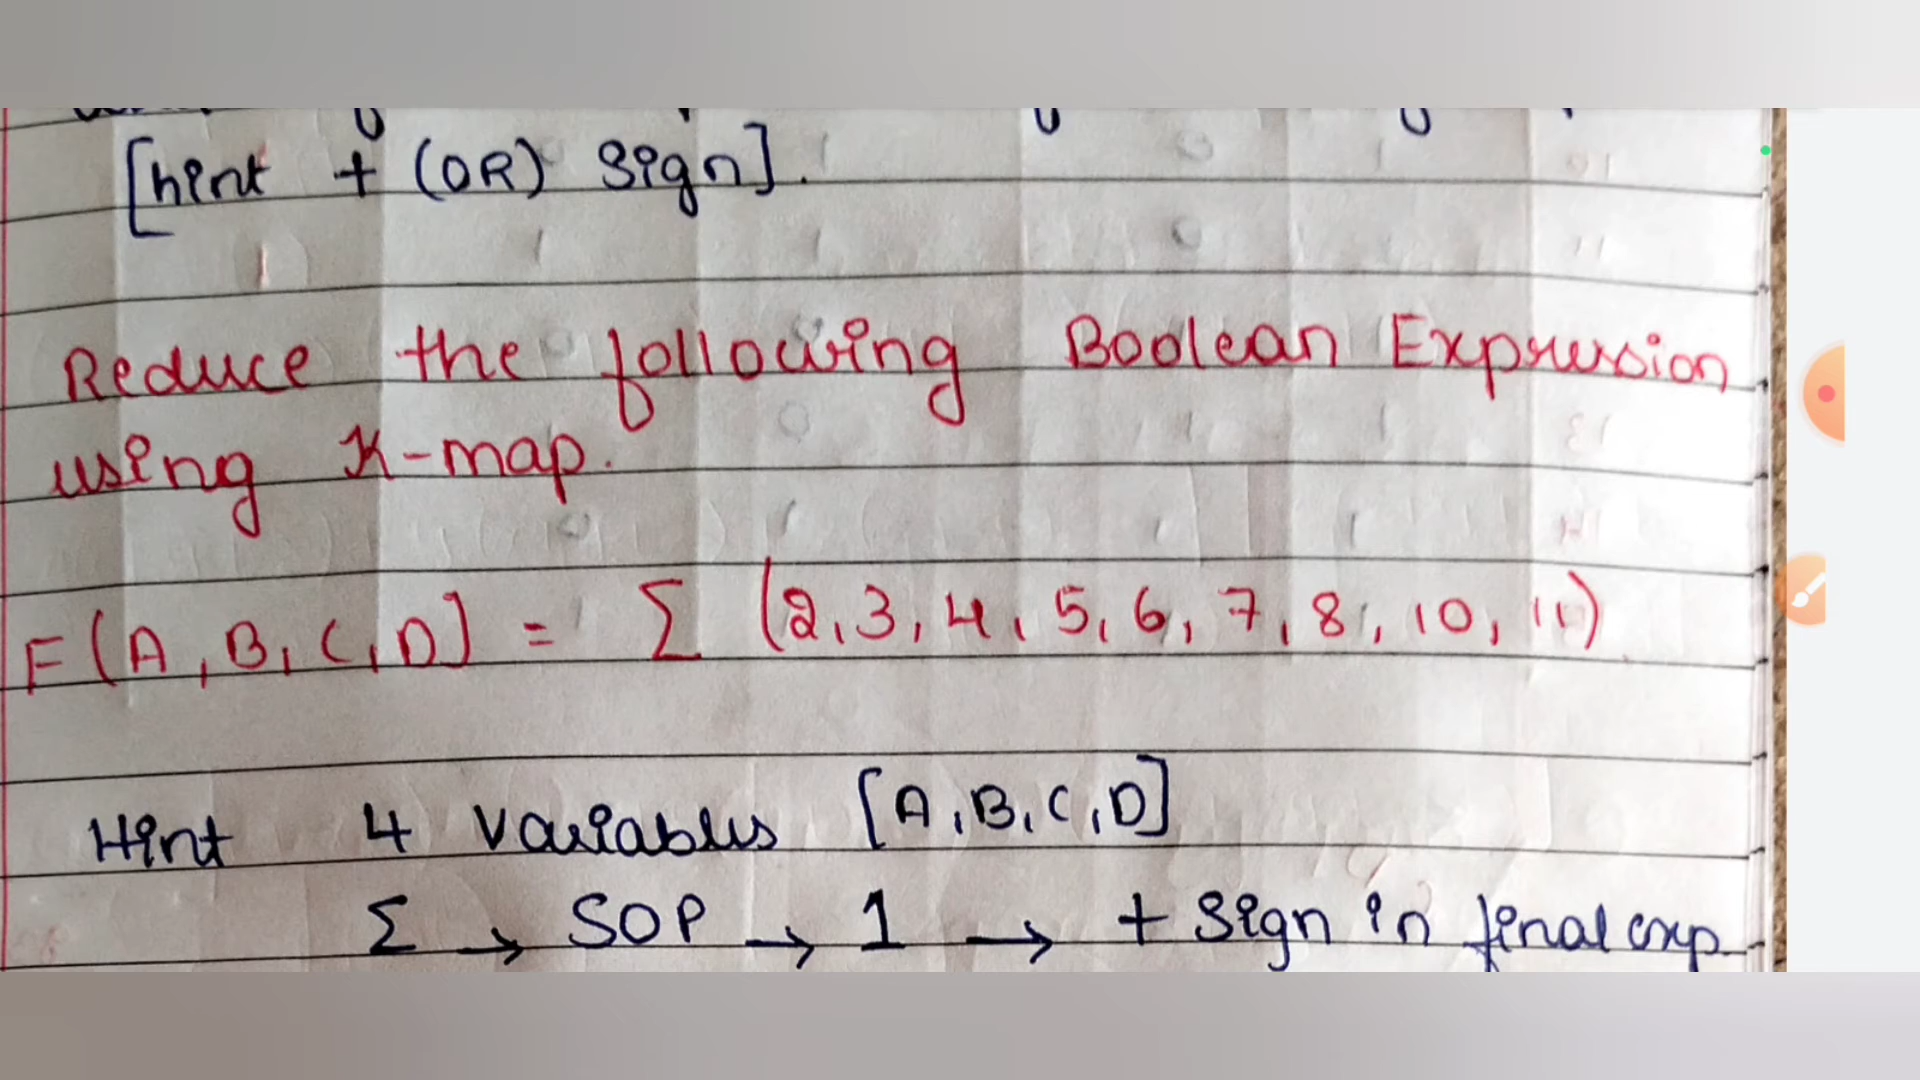 [hint + (OR) Sign].
Reduce the following Boolean Expression
using K-map.
F(A, B, C, D) = Σ (2, 3, 4, 5, 6, 7, 8, 10, 11)
Hint 4 Variables [A, B, C, D]
Σ → SOP → 1 → + Sign in final exp